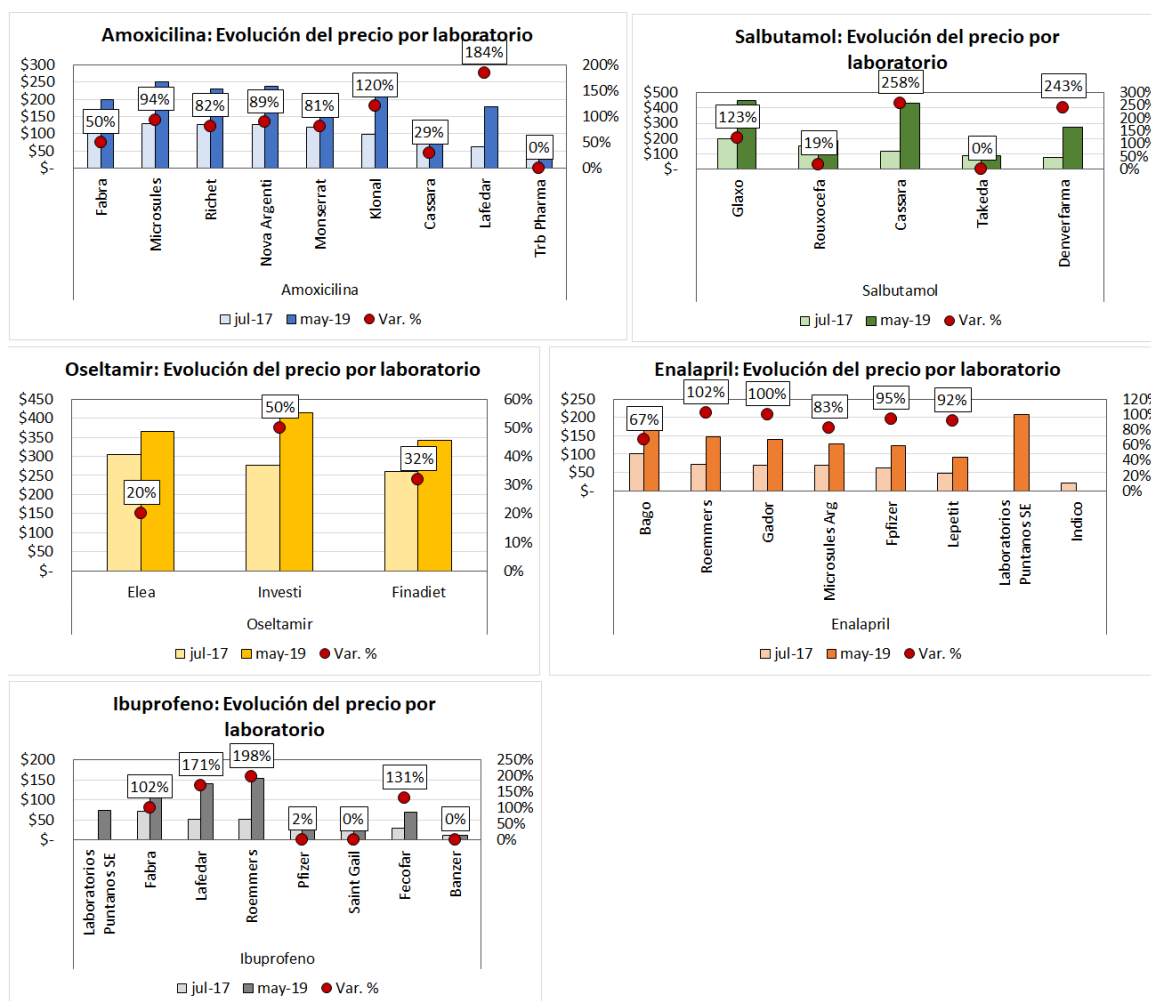 Amoxicilina: Evolución del precio por laboratorio
$300
$250
$200
$150
$100
$50
$-
200%
150%
100%
50%
0%
50%
94%
82%
89%
81%
120%
29%
184%
0%
Fabra
Microsules
Richet
Nova Argenti
Monserrat
Klonal
Cassara
Lafedar
Trb Pharma
Amoxicilina
jul-17
may-19
Var. %
Salbutamol: Evolución del precio por
laboratorio
$500
$400
$300
$200
$100
$-
300%
250%
200%
150%
100%
50%
0%
123%
19%
258%
0%
243%
Glaxo
Rouxocefa
Cassara
Takeda
Denverfarma
Salbutamol
jul-17
may-19
Var. %
Oseltamir: Evolución del precio por laboratorio
$450
$400
$350
$300
$250
$200
$150
$100
$50
$-
60%
50%
40%
30%
20%
10%
0%
20%
50%
32%
Elea
Investi
Finadiet
Oseltamir
jul-17
may-19
Var. %
Enalapril: Evolución del precio por laboratorio
$250
$200
$150
$100
$50
$-
120%
100%
80%
60%
40%
20%
0%
67%
102%
100%
83%
95%
92%
Bago
Roemmers
Gador
Microsules Arg
Fpfizer
Lepetit
Laboratorios
Puntanos SE
Indico
Enalapril
jul-17
may-19
Var. %
Ibuprofeno: Evolución del precio por
laboratorio
$200
$150
$100
$50
$-
250%
200%
150%
100%
50%
0%
102%
171%
198%
2%
0%
131%
0%
Laboratorios
Puntanos SE
Fabra
Lafedar
Roemmers
Pfizer
Saint Gail
Fecofar
Banzer
Ibuprofeno
jul-17
may-19
Var. %